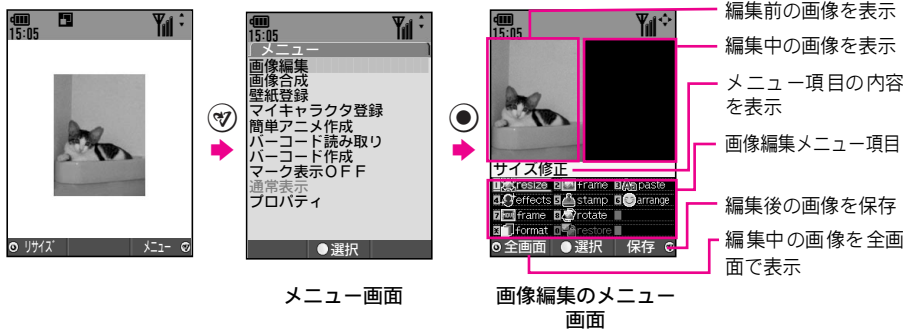 15:05
リサイズ
メニュー
15:05
メニュー
画像編集
画像合成
壁紙登録
マイキャラクタ登録
簡単アニメ作成
バーコード読み取り
バーコード作成
マーク表示OFF
通常表示
プロパティ
選択
メニュー画面
15:05
サイズ修正
1 resize 2 frame 3 paste
4 effects 5 stamp 6 arrange
7 frame 8 rotate
format 0 restore
全画面 選択 保存
画像編集のメニュー
画面
編集前の画像を表示
編集中の画像を表示
メニュー項目の内容
を表示
画像編集メニュー項目
編集後の画像を保存
編集中の画像を全画
面で表示